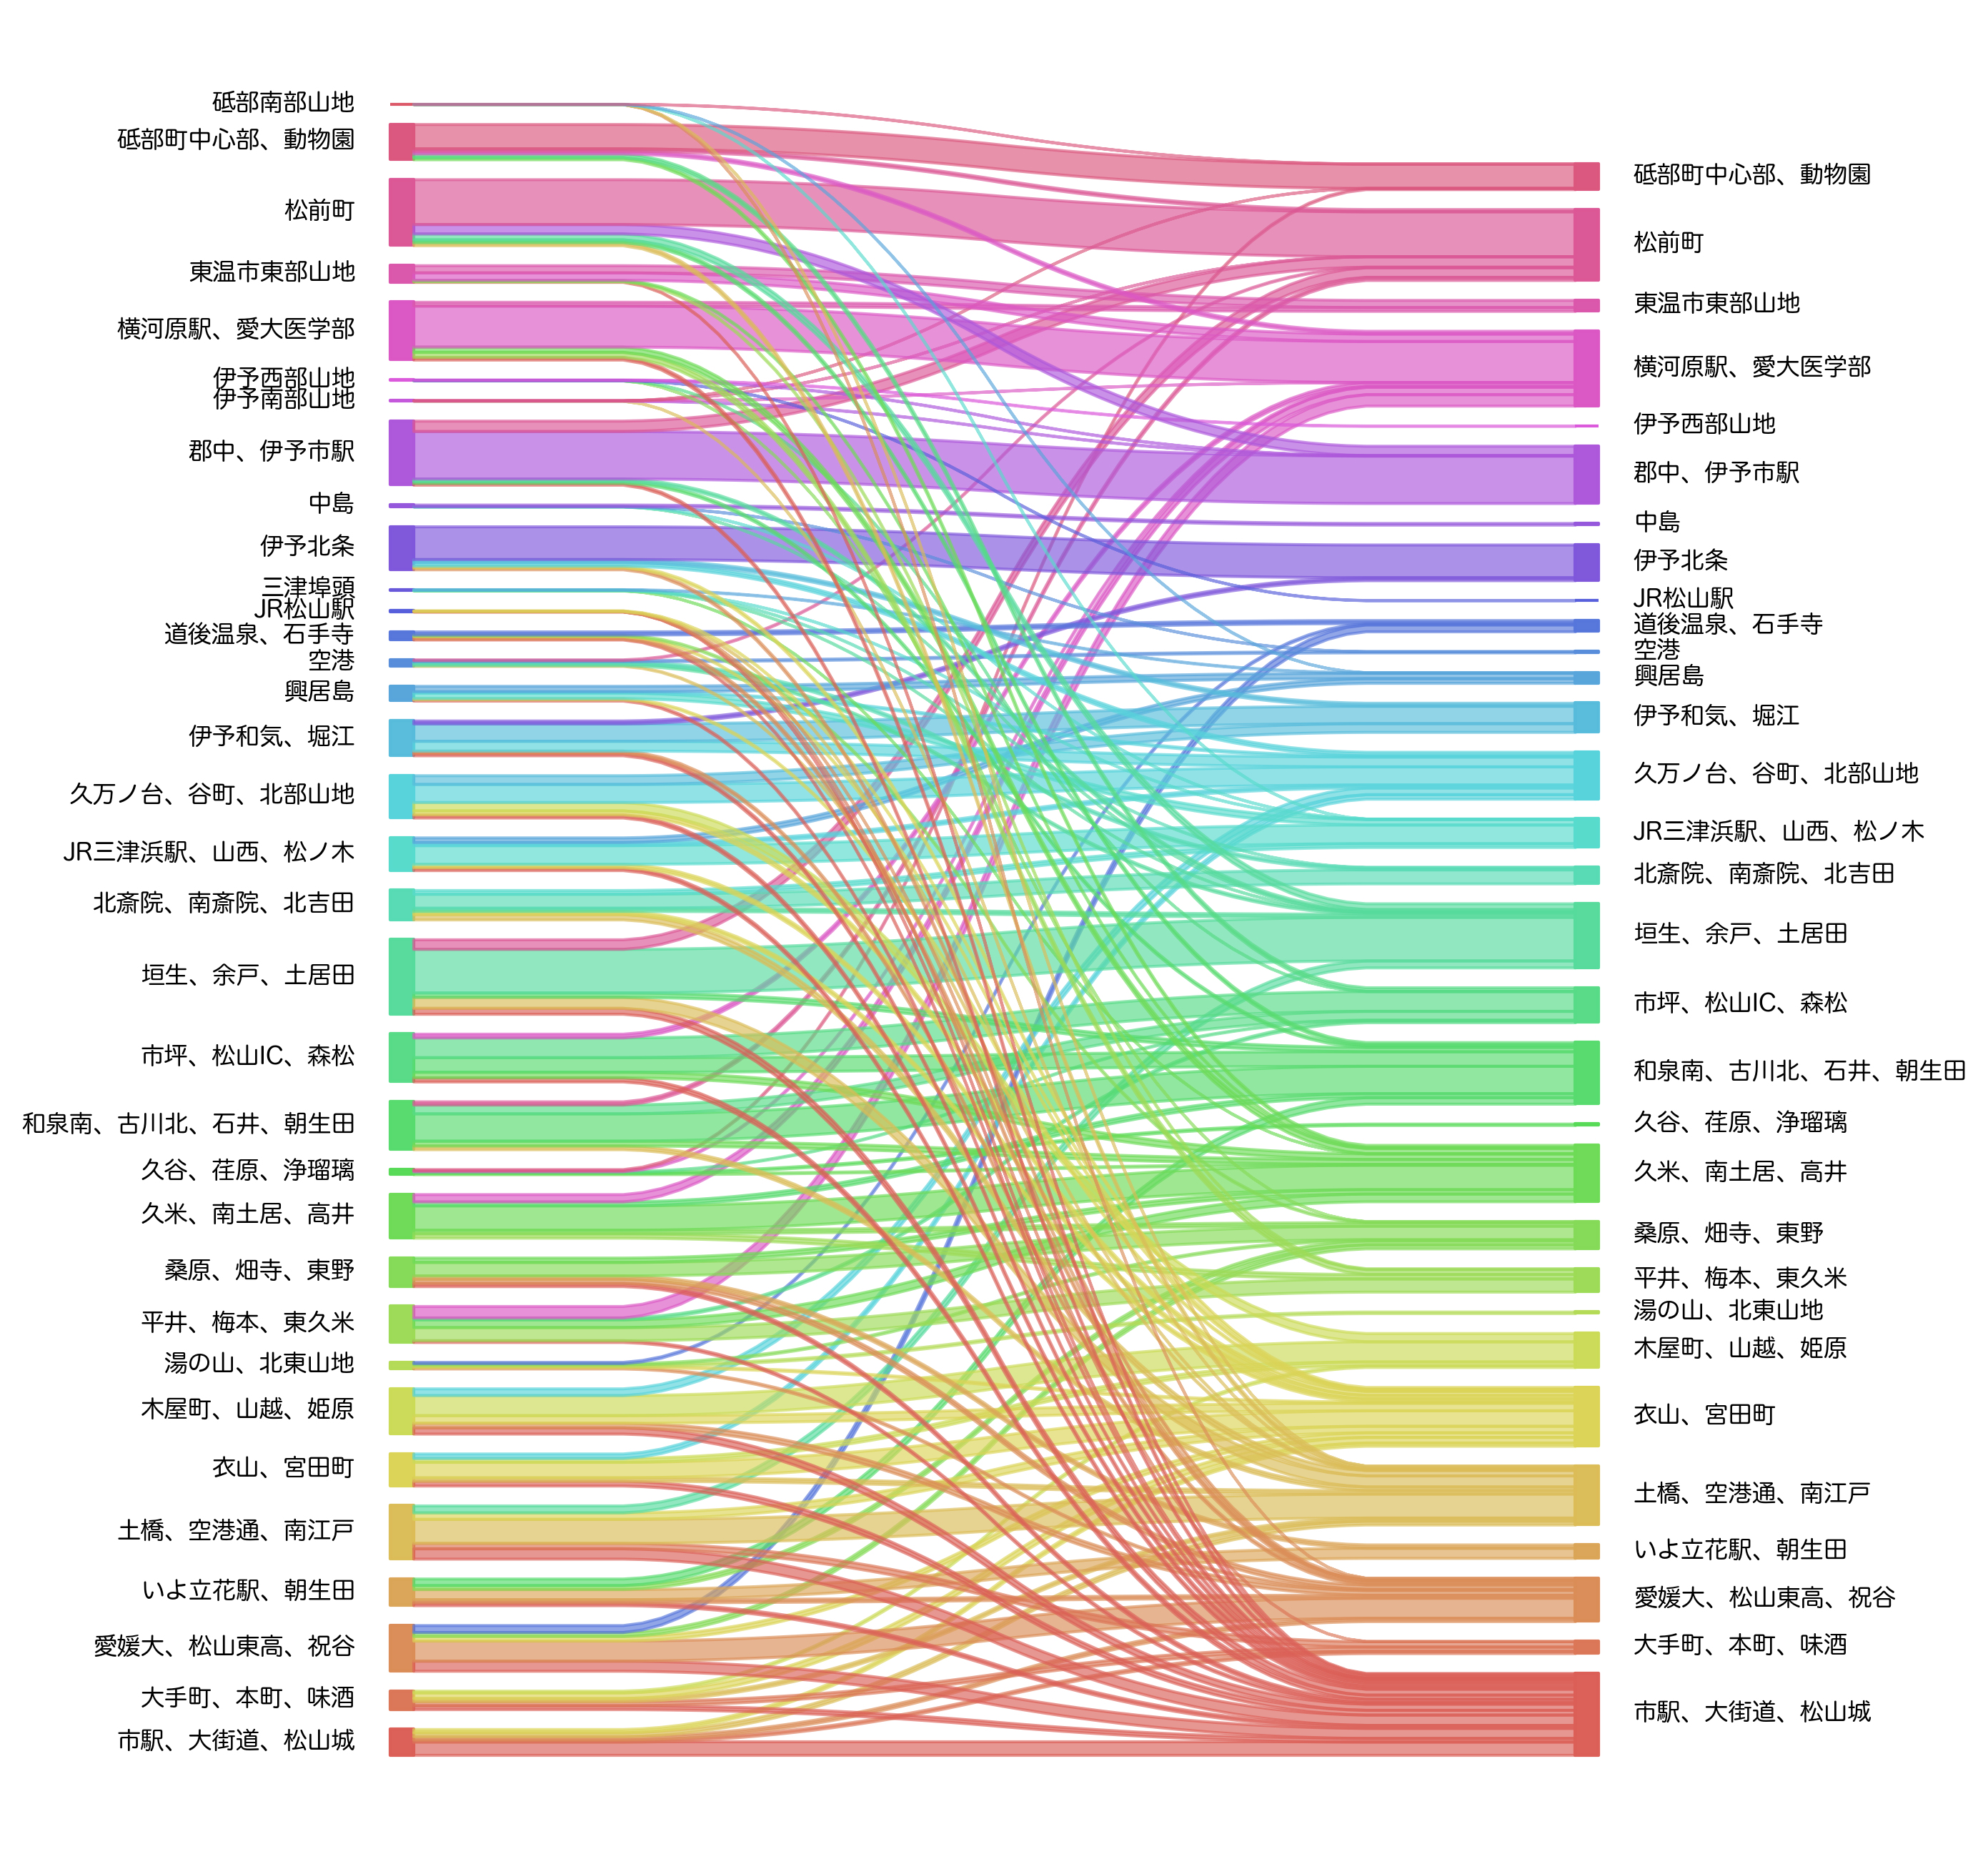 砥部南部山地
砥部町中心部、動物園
松前町
東温市東部山地
横河原駅、愛大医学部
伊予西部山地
伊予南部山地
郡中、伊予市駅
中島
伊予北条
三津埠頭
JR松山駅
道後温泉、石手寺
空港
興居島
伊予和気、堀江
久万ノ台、谷町、北部山地
JR三津浜駅、山西、松ノ木
北斎院、南斎院、北吉田
垣生、余戸、土居田
市坪、松山IC、森松
和泉南、古川北、石井、朝生田
久谷、荏原、浄瑠璃
久米、南土居、高井
桑原、畑寺、東野
平井、梅本、東久米
湯の山、北東山地
木屋町、山越、姫原
衣山、宮田町
土橋、空港通、南江戸
いよ立花駅、朝生田
愛媛大、松山東高、祝谷
大手町、本町、味酒
市駅、大街道、松山城
砥部町中心部、動物園
松前町
東温市東部山地
横河原駅、愛大医学部
伊予西部山地
郡中、伊予市駅
中島
伊予北条
JR松山駅
道後温泉、石手寺
空港
興居島
伊予和気、堀江
久万ノ台、谷町、北部山地
JR三津浜駅、山西、松ノ木
北斎院、南斎院、北吉田
垣生、余戸、土居田
市坪、松山IC、森松
和泉南、古川北、石井、朝生田
久谷、荏原、浄瑠璃
久米、南土居、高井
桑原、畑寺、東野
平井、梅本、東久米
湯の山、北東山地
木屋町、山越、姫原
衣山、宮田町
土橋、空港通、南江戸
いよ立花駅、朝生田
愛媛大、松山東高、祝谷
大手町、本町、味酒
市駅、大街道、松山城